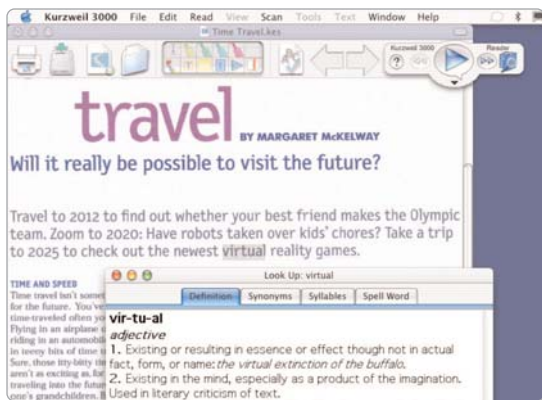 Kurzweil 3000 File Edit Read View Scan Tools Text Window Help
Time Travel.kes
Kurzweil 3000 Reader
travel BY MARGARET McKELWAY
Will it really be possible to visit the future?
Travel to 2012 to find out whether your best friend makes the Olympic
team. Zoom to 2020: Have robots taken over kids' chores? Take a trip
to 2025 to check out the newest virtual reality games.
TIME AND SPEED
Time travel isn't
for the future. You've
time-traveled often
Flying in an airplane
riding in an
in teeny bits of time
Sure, those itty-bitty
aren't as exciting as, for
traveling into the future
one's grandchildren.
Look Up: virtual
Definition Synonyms Syllables Spell Word
vir-tu-al
adjective
1. Existing or resulting in essence or effect though not in actual
fact, form, or name: the virtual extinction of the buffalo.
2. Existing in the mind, especially as a product of the imagination.
Used in literary criticism of text.